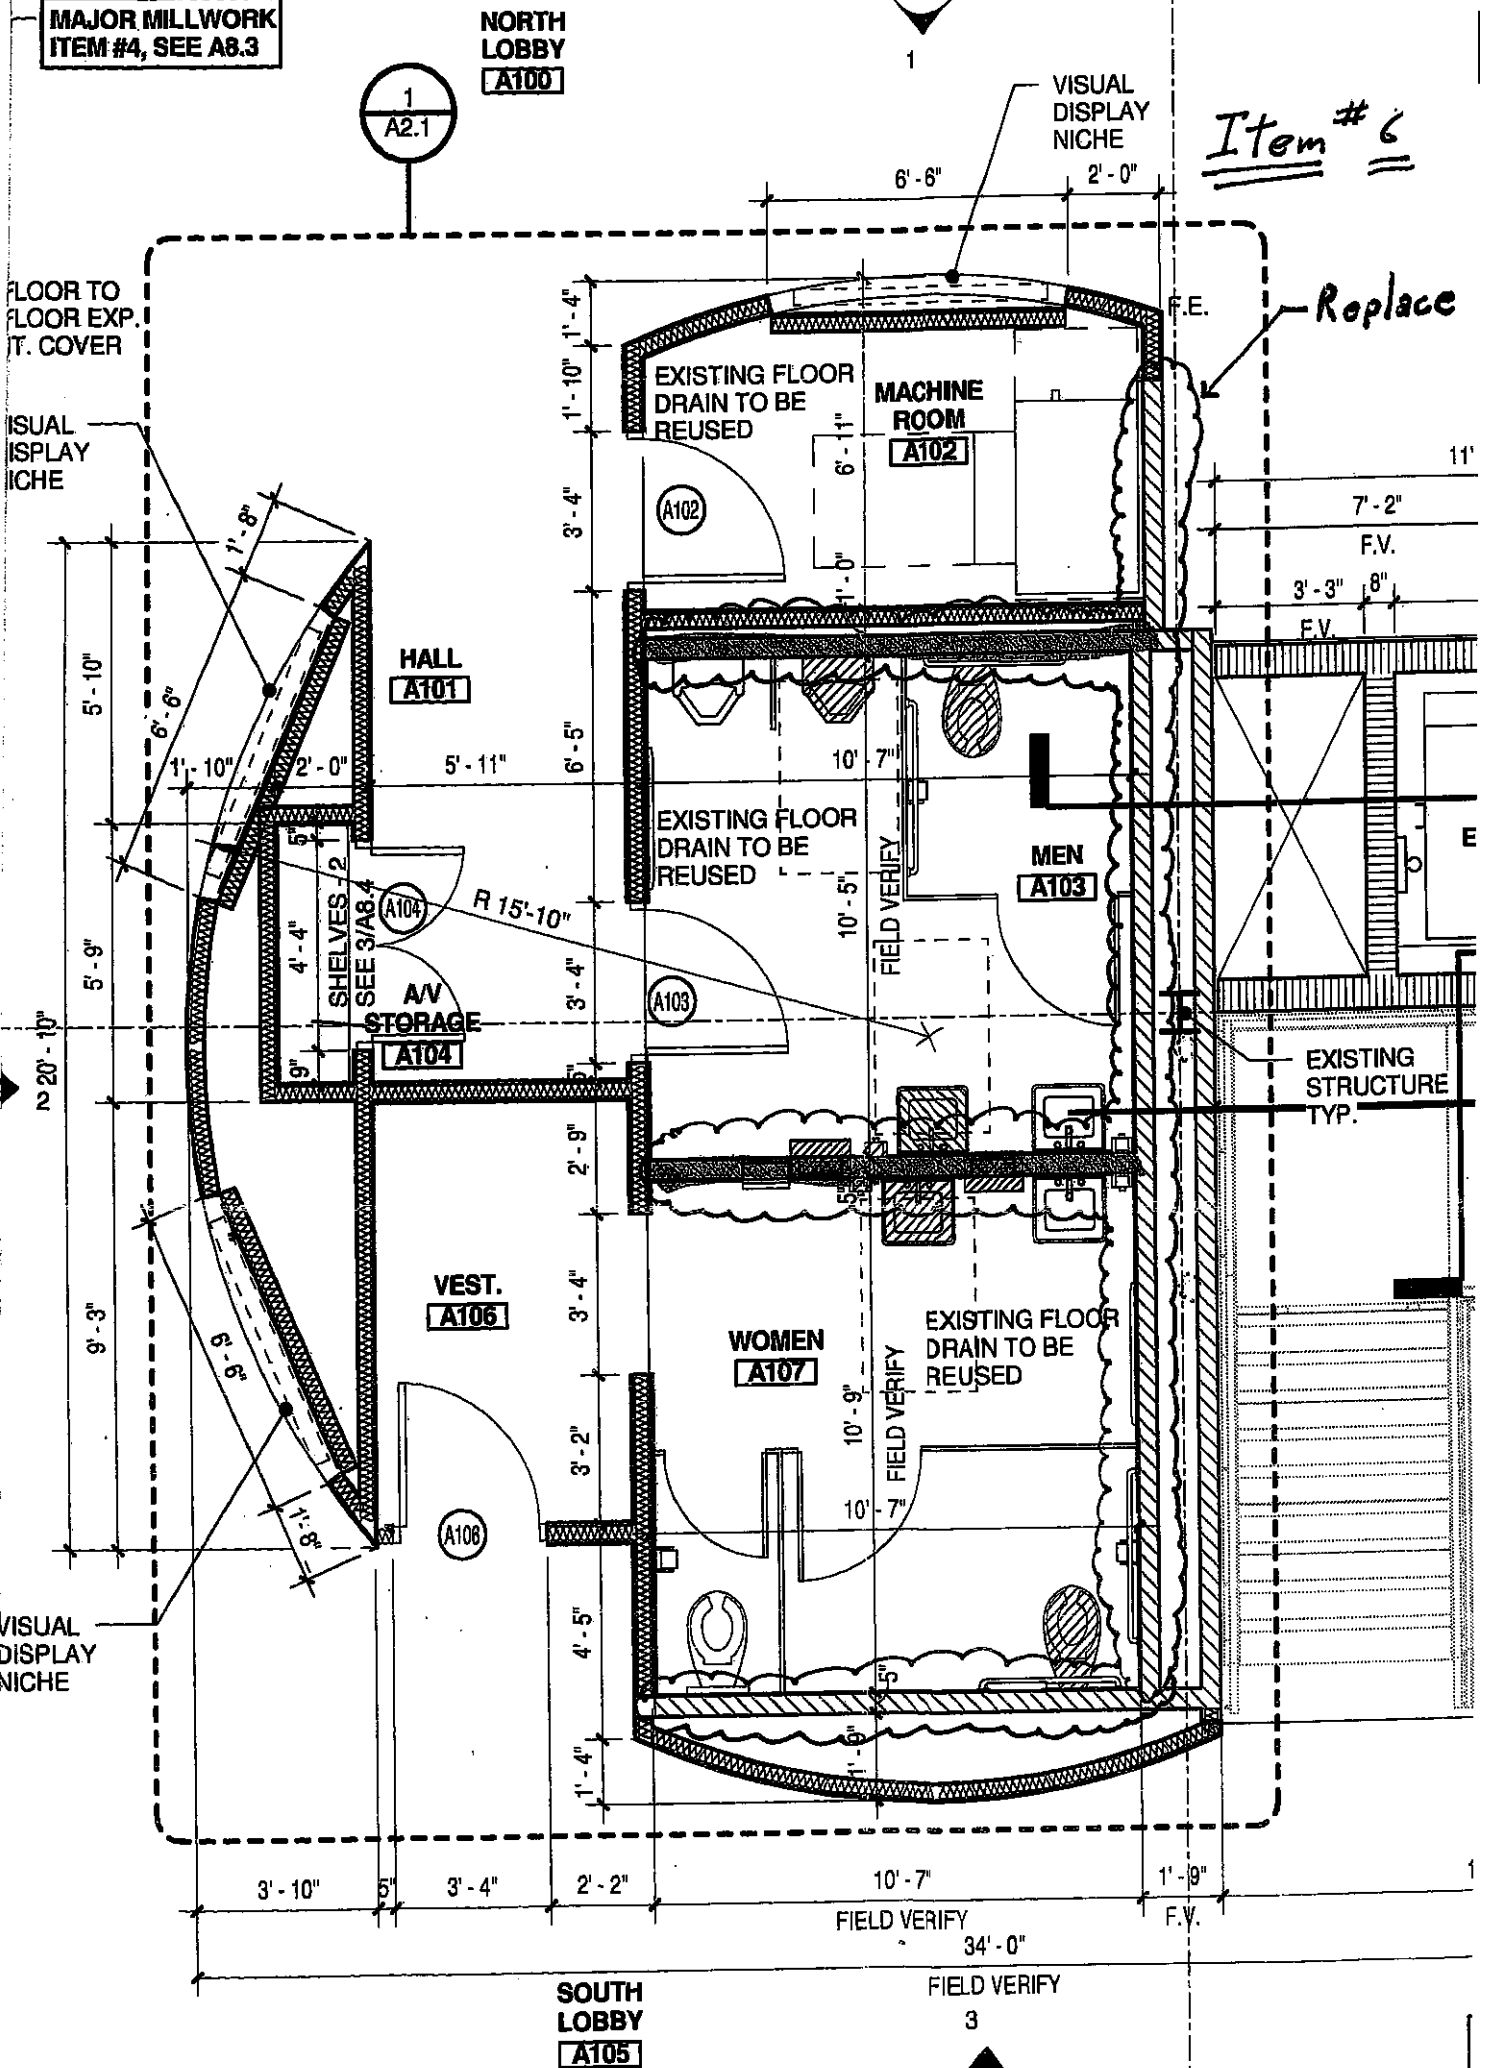 MAJOR MILLWORK
ITEM #4, SEE A8.3
NORTH
LOBBY
A100
1
A2.1
1
VISUAL
DISPLAY
NICHE
Item # 6
6'-6"
2'-0"
FLOOR TO
FLOOR EXP.
T. COVER
F.E.
Replace
1'-4"
1'-10"
EXISTING FLOOR
DRAIN TO BE
REUSED
MACHINE
ROOM
A102
6'-11"
ISUAL
ISPLAY
ICHE
11'
7'-2"
F.V.
3'-4"
A102
1'-8"
1'-0"
3'-3"
8"
F.V.
HALL
A101
5'-10"
6'-6"
6'-5"
1'-10"
2'-0"
5'-11"
10'-7"
EXISTING FLOOR
DRAIN TO BE
REUSED
FIELD VERIFY
10'-5"
MEN
A103
E
5"
SHELVES - 2
SEE 3/A8.4
A104
R 15'-10"
4'-4"
5'-9"
3'-4"
A103
A/V
STORAGE
A104
9"
20'-10"
2
5"
EXISTING
STRUCTURE
TYP.
2'-9"
5"
VEST.
A106
3'-4"
WOMEN
A107
EXISTING FLOOR
DRAIN TO BE
REUSED
9'-3"
6'-6"
10'-9"
FIELD VERIFY
3'-2"
10'-7"
A106
1'-8"
VISUAL
DISPLAY
NICHE
4'-5"
5"
1'-4"
1'-9"
3'-10"
5"
3'-4"
2'-2"
10'-7"
1'-9"
1
FIELD VERIFY
F.V.
34'-0"
FIELD VERIFY
SOUTH
LOBBY
A105
3